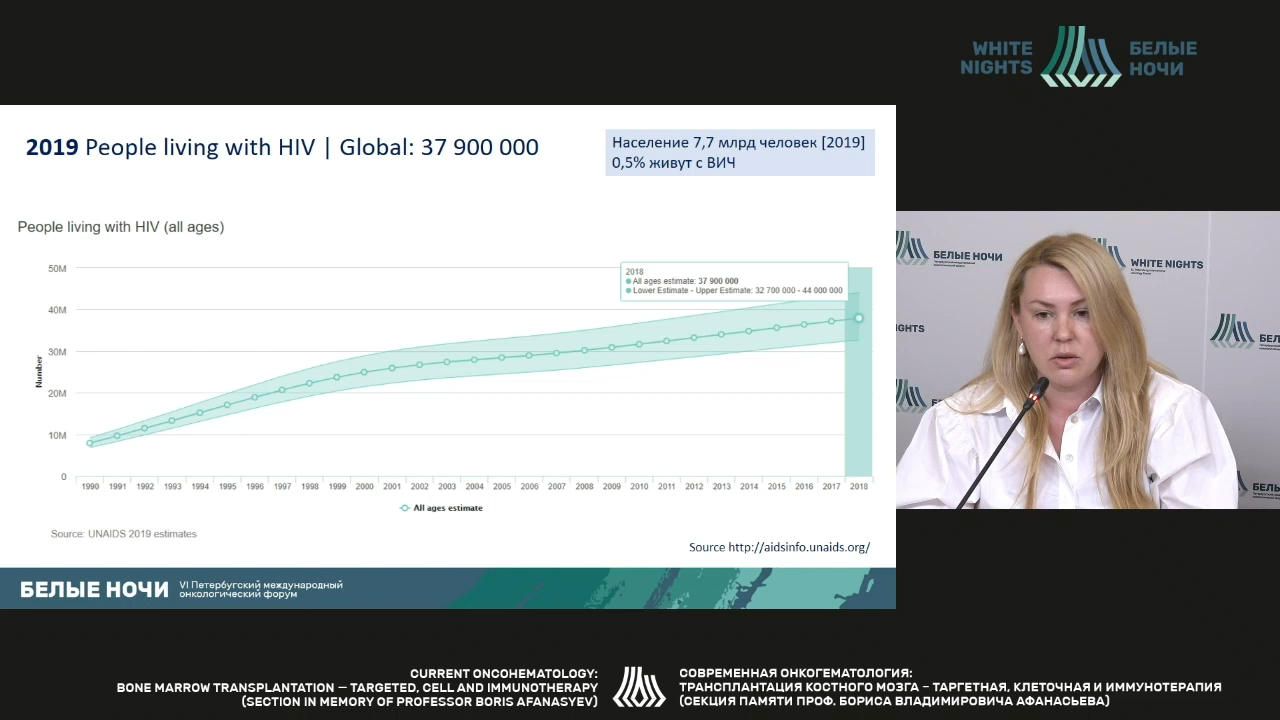 WHITE
NIGHTS
БЕЛЫЕ
НОЧИ
2019 People living with HIV | Global: 37 900 000
Население 7,7 млрд человек [2019]
0,5% живут с ВИЧ
People living with HIV (all ages)
2018
All ages estimate: 37 900 000
Lower Estimate - Upper Estimate: 32 700 000 - 44 000 000
50M
40M
30M
20M
10M
0
Number
1990 1991 1992 1993 1994 1995 1996 1997 1998 1999 2000 2001 2002 2003 2004 2005 2006 2007 2008 2009 2010 2011 2012 2013 2014 2015 2016 2017 2018
All ages estimate
Source: UNAIDS 2019 estimates
Source http://aidsinfo.unaids.org/
БЕЛЫЕ НОЧИ
VI Петербугский международный
онкологический форум
БЕЛЫЕ НОЧИ
WHITE NIGHTS
NIGHTS
CURRENT ONCOHEMATOLOGY:
BONE MARROW TRANSPLANTATION — TARGETED, CELL AND IMMUNOTHERAPY
(SECTION IN MEMORY OF PROFESSOR BORIS AFANASYEV)
СОВРЕМЕННАЯ ОНКОГЕМАТОЛОГИЯ:
ТРАНСПЛАНТАЦИЯ КОСТНОГО МОЗГА – ТАРГЕТНАЯ, КЛЕТОЧНАЯ И ИММУНОТЕРАПИЯ
(СЕКЦИЯ ПАМЯТИ ПРОФ. БОРИСА ВЛАДИМИРОВИЧА АФАНАСЬЕВА)